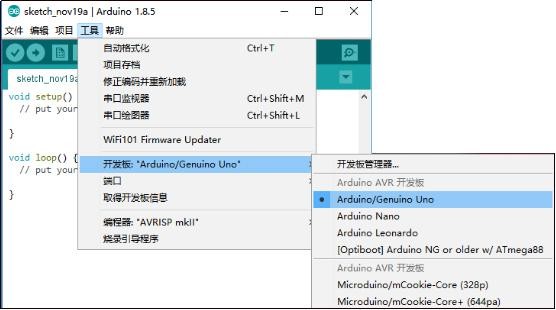 sketch_nov19a | Arduino 1.8.5
文件 编辑 项目 工具 帮助
自动格式化 Ctrl+T
项目存档
修正编码并重新加载
串口监视器 Ctrl+Shift+M
串口绘图器 Ctrl+Shift+L
WiFi101 Firmware Updater
开发板: "Arduino/Genuino Uno"
端口
取得开发板信息
编程器: "AVRISP mkII"
烧录引导程序
sketch_nov19a
void setup()
// put your
}
void loop() {
// put your
}
开发板管理器...
Arduino AVR 开发板
Arduino/Genuino Uno
Arduino Nano
Arduino Leonardo
[Optiboot] Arduino NG or older w/ ATmega88
Arduino AVR 开发板
Microduino/mCookie-Core (328p)
Microduino/mCookie-Core+ (644pa)